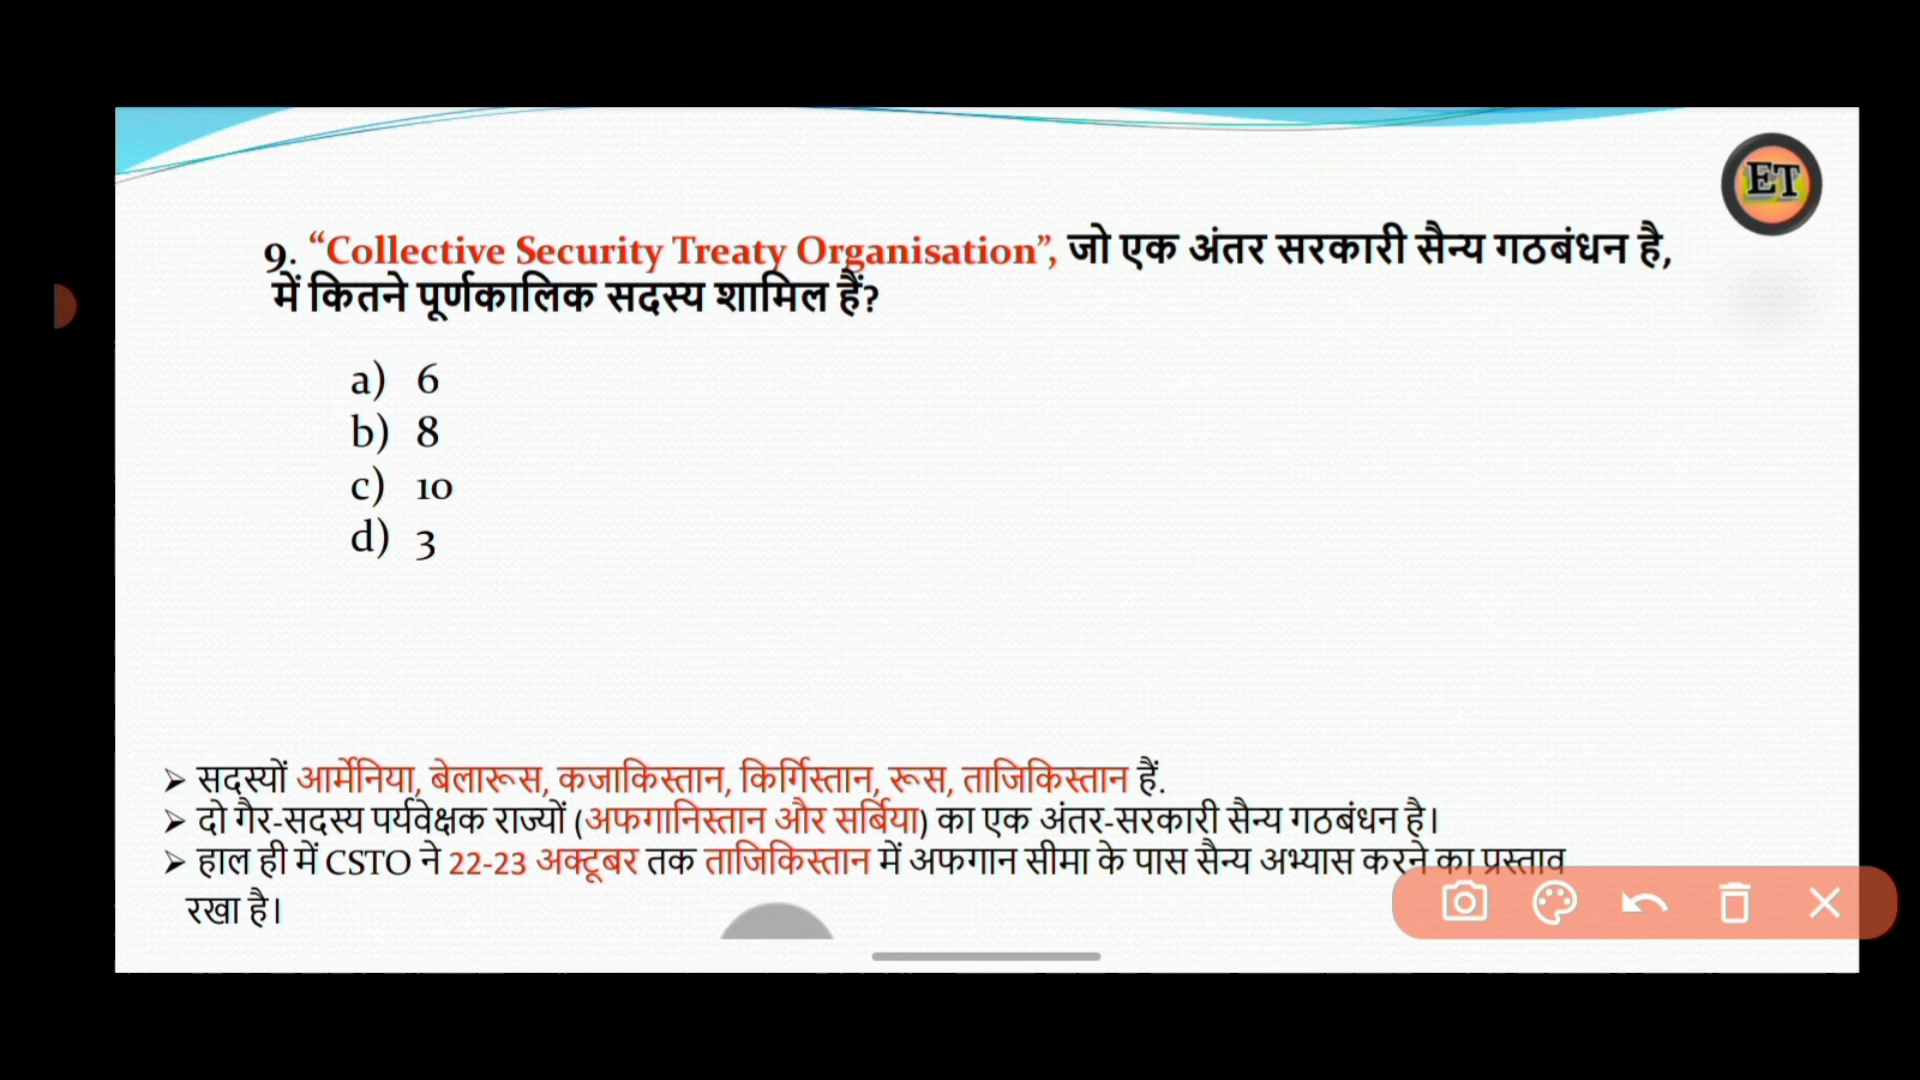 ET
9. “Collective Security Treaty Organisation”, जो एक अंतर सरकारी सैन्य गठबंधन है,
में कितने पूर्णकालिक सदस्य शामिल हैं?
a) 6
b) 8
c) 10
d) 3
➢ सदस्यों आर्मेनिया, बेलारूस, कजाकिस्तान, किर्गिस्तान, रूस, ताजिकिस्तान हैं.
➢ दो गैर-सदस्य पर्यवेक्षक राज्यों (अफगानिस्तान और सर्बिया) का एक अंतर-सरकारी सैन्य गठबंधन है।
➢ हाल ही में CSTO ने 22-23 अक्टूबर तक ताजिकिस्तान में अफगान सीमा के पास सैन्य अभ्यास करने का प्रस्ताव
रखा है।